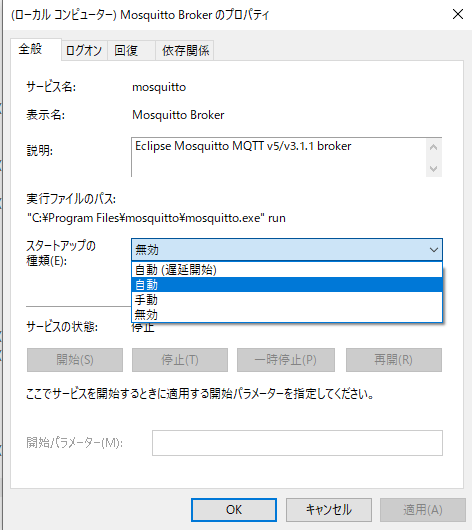 (ローカル コンピューター) Mosquitto Broker のプロパティ
全般 ログオン 回復 依存関係
サービス名: mosquitto
表示名: Mosquitto Broker
説明: Eclipse Mosquitto MQTT v5/v3.1.1 broker
実行ファイルのパス:
"C:¥Program Files¥mosquitto¥mosquitto.exe" run
スタートアップの
種類(E): 無効
自動 (遅延開始)
自動
手動
無効
サービスの状態: 停止
開始(S) 停止(T) 一時停止(P) 再開(R)
ここでサービスを開始するときに適用する開始パラメーターを指定してください。
開始パラメーター(M):
OK キャンセル 適用(A)